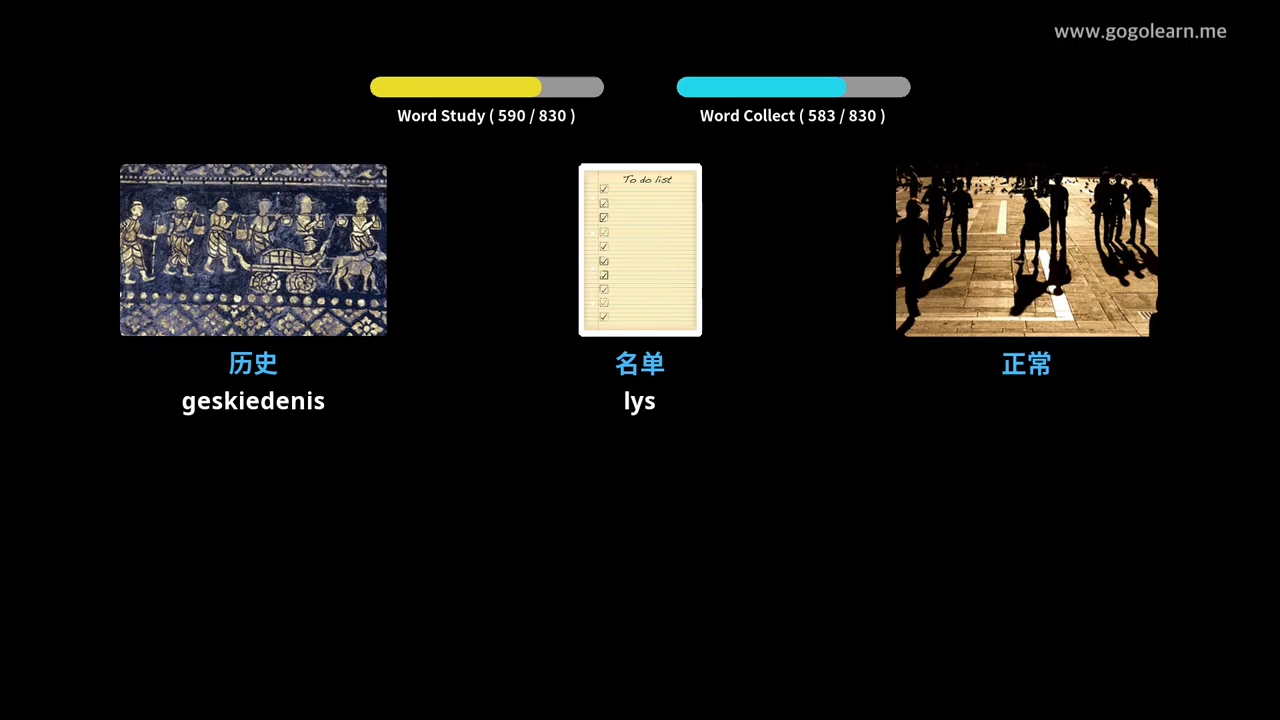 www.gogolearn.me
Word Study ( 590 / 830 )
Word Collect ( 583 / 830 )
To do list
历史
名单
正常
geskiedenis
lys